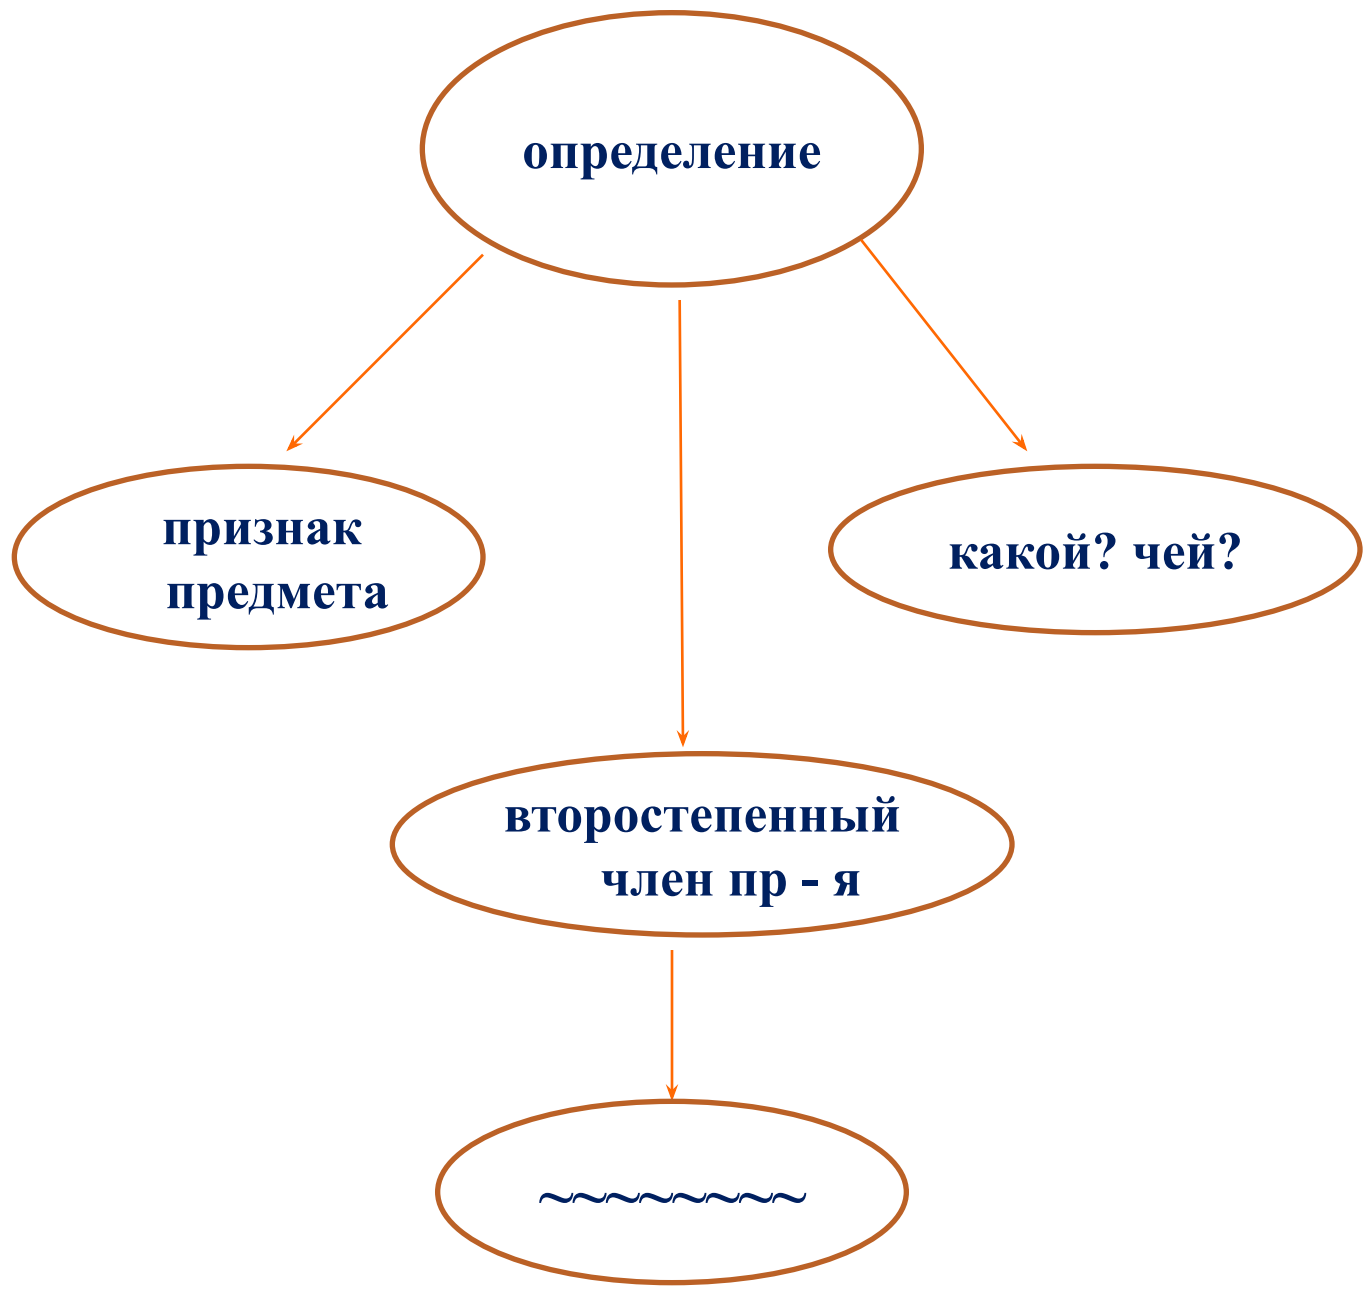 определение
признак
предмета
какой? чей?
второстепенный
член пр - я
~~~~~~~~